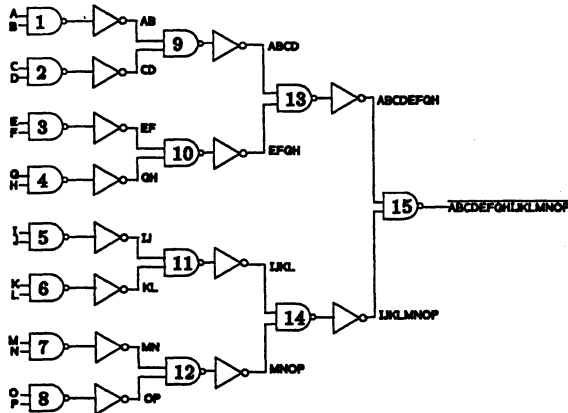 A
B
1
AB
9
ABCD
C
D
2
CD
13
ABCDEFGH
E
F
3
EF
10
EFGH
G
H
4
GH
15
ABCDEFGHIJKLMNOP
I
J
5
IJ
11
IJKL
K
L
6
KL
14
IJKLMNOP
M
N
7
MN
12
MNOP
O
P
8
OP